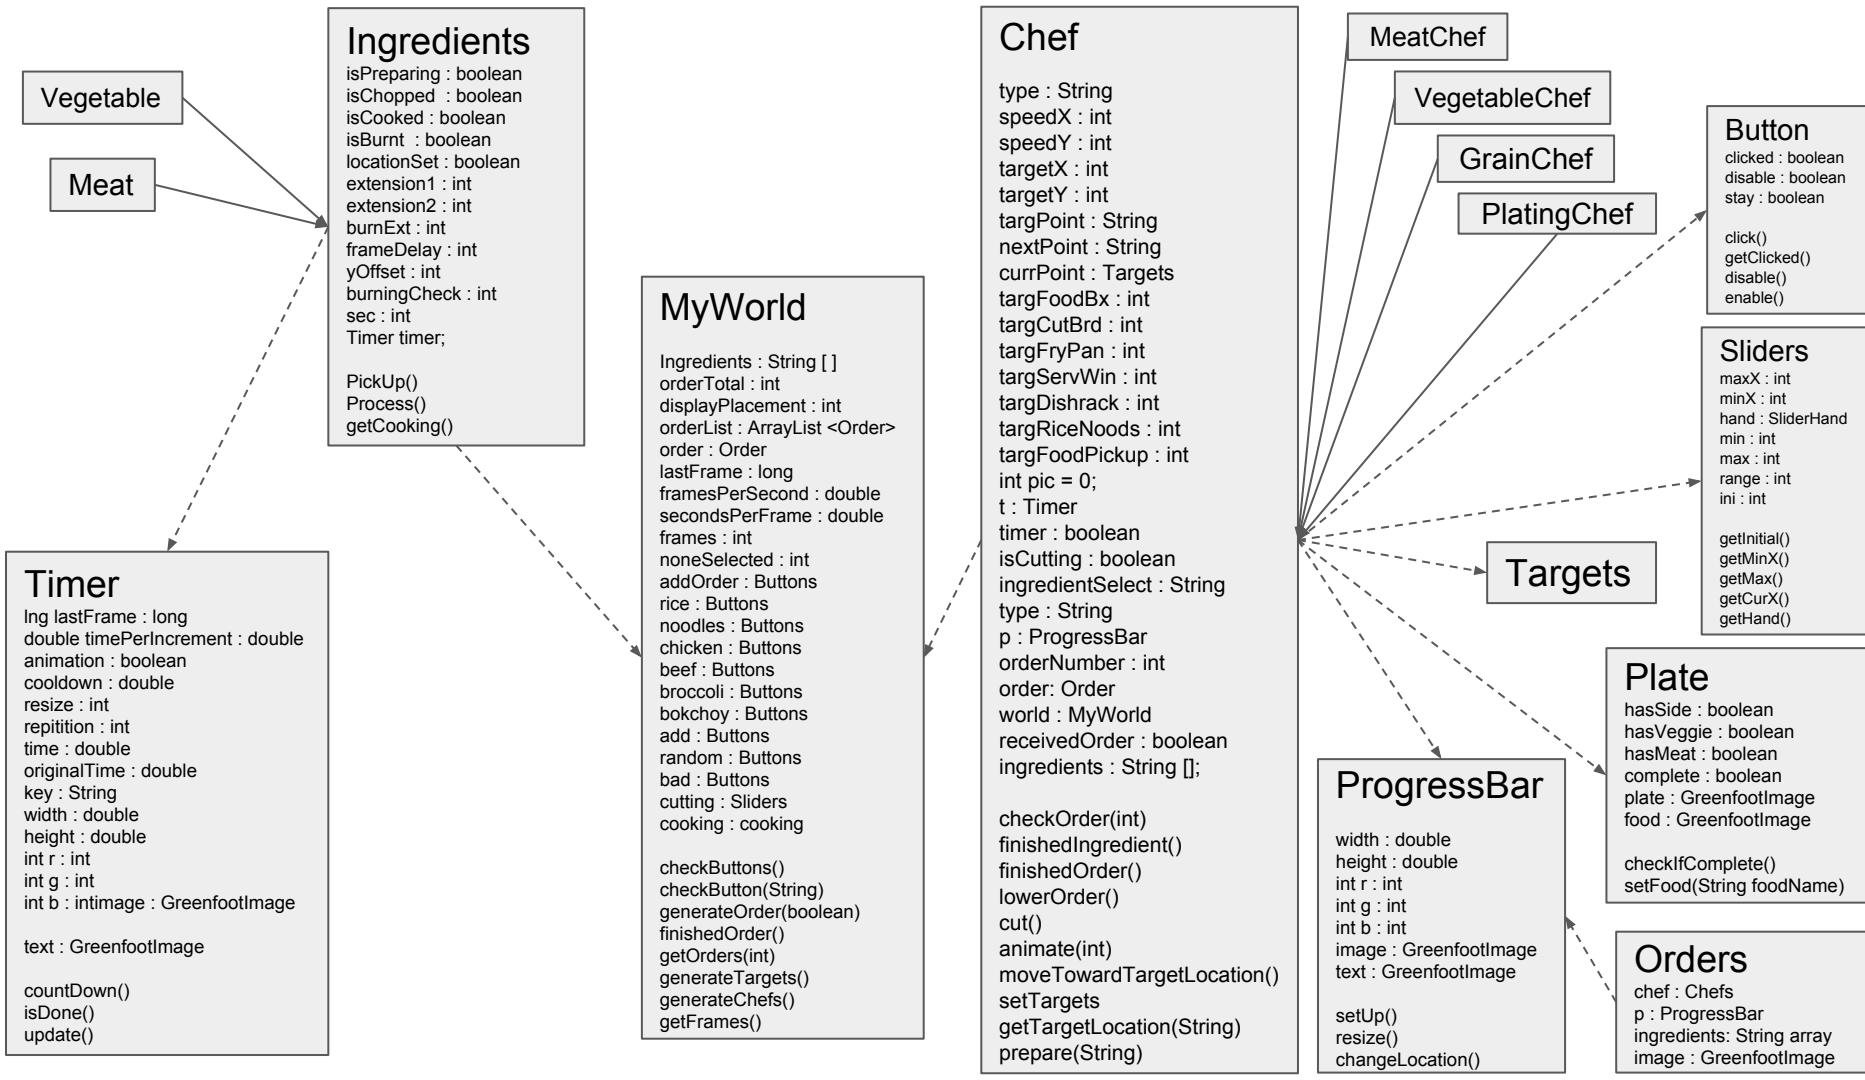 Vegetable
Meat
Ingredients
isPreparing : boolean
isChopped  : boolean
isCooked : boolean
isBurnt  : boolean
locationSet : boolean
extension1 : int
extension2 : int
burnExt : int
frameDelay : int
yOffset : int
burningCheck : int
sec : int
Timer timer;
PickUp()
Process()
getCooking()
Timer
lng lastFrame : long
double timePerIncrement : double
animation : boolean
cooldown : double
resize : int
repitition : int
time : double
originalTime : double
key : String
width : double
height : double
int r : int
int g : int
int b : intimage : GreenfootImage
text : GreenfootImage
countDown()
isDone()
update()
MyWorld
Ingredients : String [ ]
orderTotal : int
displayPlacement : int
orderList : ArrayList <Order>
order : Order
lastFrame : long
framesPerSecond : double
secondsPerFrame : double
frames : int
noneSelected : int
addOrder : Buttons
rice : Buttons
noodles : Buttons
chicken : Buttons
beef : Buttons
broccoli : Buttons
bokchoy : Buttons
add : Buttons
random : Buttons
bad : Buttons
cutting : Sliders
cooking : cooking
checkButtons()
checkButton(String)
generateOrder(boolean)
finishedOrder()
getOrders(int)
generateTargets()
generateChefs()
getFrames()
Chef
type : String
speedX : int
speedY : int
targetX : int
targetY : int
targPoint : String
nextPoint : String
currPoint : Targets
targFoodBx : int
targCutBrd : int
targFryPan : int
targServWin : int
targDishrack : int
targRiceNoods : int
targFoodPickup : int
int pic = 0;
t : Timer
timer : boolean
isCutting : boolean
ingredientSelect : String
type : String
p : ProgressBar
orderNumber : int
order: Order
world : MyWorld
receivedOrder : boolean
ingredients : String [];
checkOrder(int)
finishedIngredient()
finishedOrder()
lowerOrder()
cut()
animate(int)
moveTowardTargetLocation()
setTargets
getTargetLocation(String)
prepare(String)
MeatChef
VegetableChef
GrainChef
PlatingChef
Button
clicked : boolean
disable : boolean
stay : boolean
click()
getClicked()
disable()
enable()
Sliders
maxX : int
minX : int
hand : SliderHand
min : int
max : int
range : int
ini : int
getInitial()
getMinX()
getMax()
getCurX()
getHand()
Targets
Plate
hasSide : boolean
hasVeggie : boolean
hasMeat : boolean
complete : boolean
plate : GreenfootImage
food : GreenfootImage
checkIfComplete()
setFood(String foodName)
ProgressBar
width : double
height : double
int r : int
int g : int
int b : int
image : GreenfootImage
text : GreenfootImage
setUp()
resize()
changeLocation()
Orders
chef : Chefs
p : ProgressBar
ingredients: String array
image : GreenfootImage